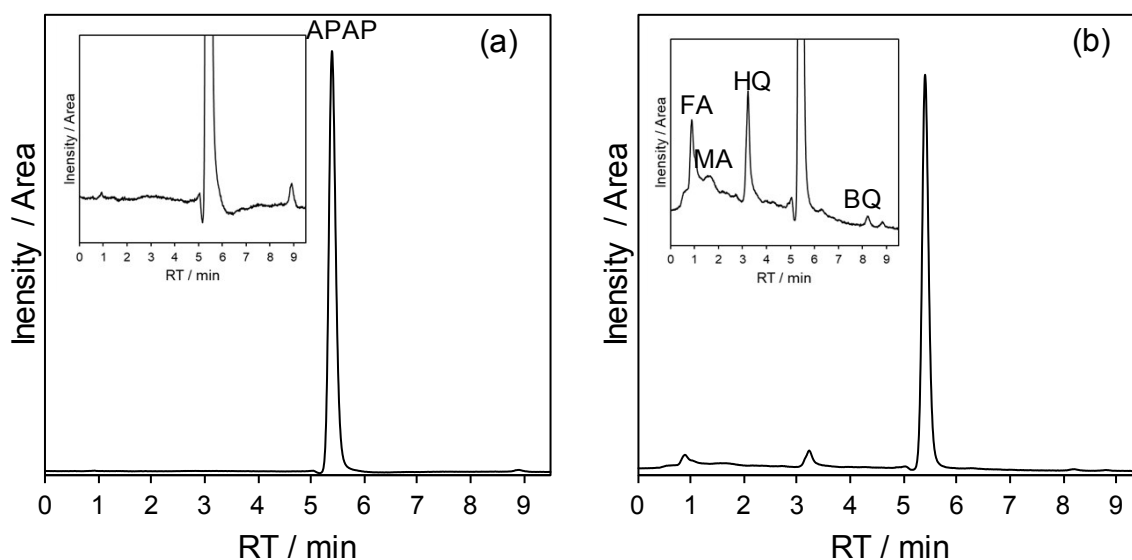 APAP
(a)
Inensity / Area
0 1 2 3 4 5 6 7 8 9
RT / min
Inensity / Area
0 1 2 3 4 5 6 7 8 9
RT / min
(b)
FA
MA
HQ
BQ
Inensity / Area
0 1 2 3 4 5 6 7 8 9
RT / min
Inensity / Area
0 1 2 3 4 5 6 7 8 9
RT / min